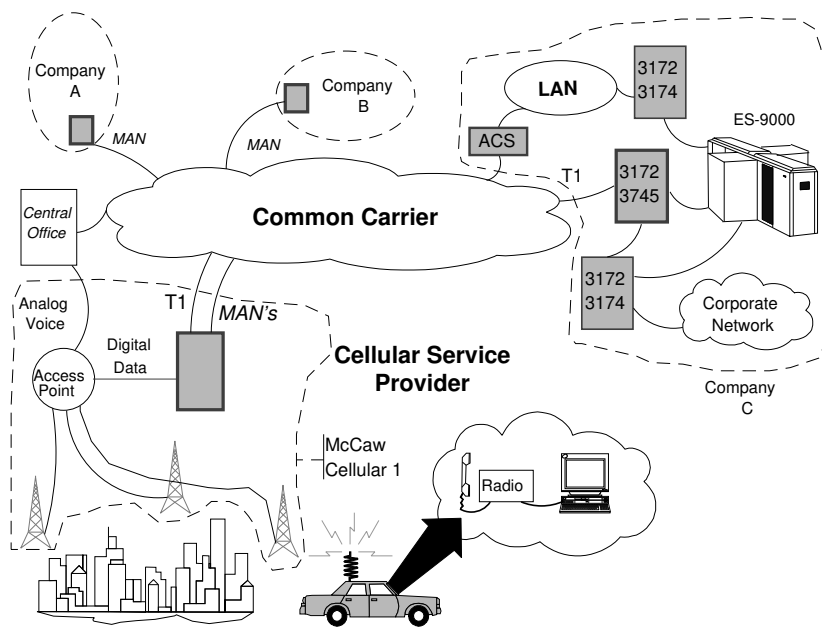 Company
A
MAN
Company
B
MAN
LAN
3172
3174
ACS
ES-9000
T1
3172
3745
Central
Office
Common Carrier
3172
3174
Corporate
Network
Analog
Voice
T1
MAN's
Digital
Data
Access
Point
Cellular Service
Provider
Company
C
McCaw
Cellular 1
Radio